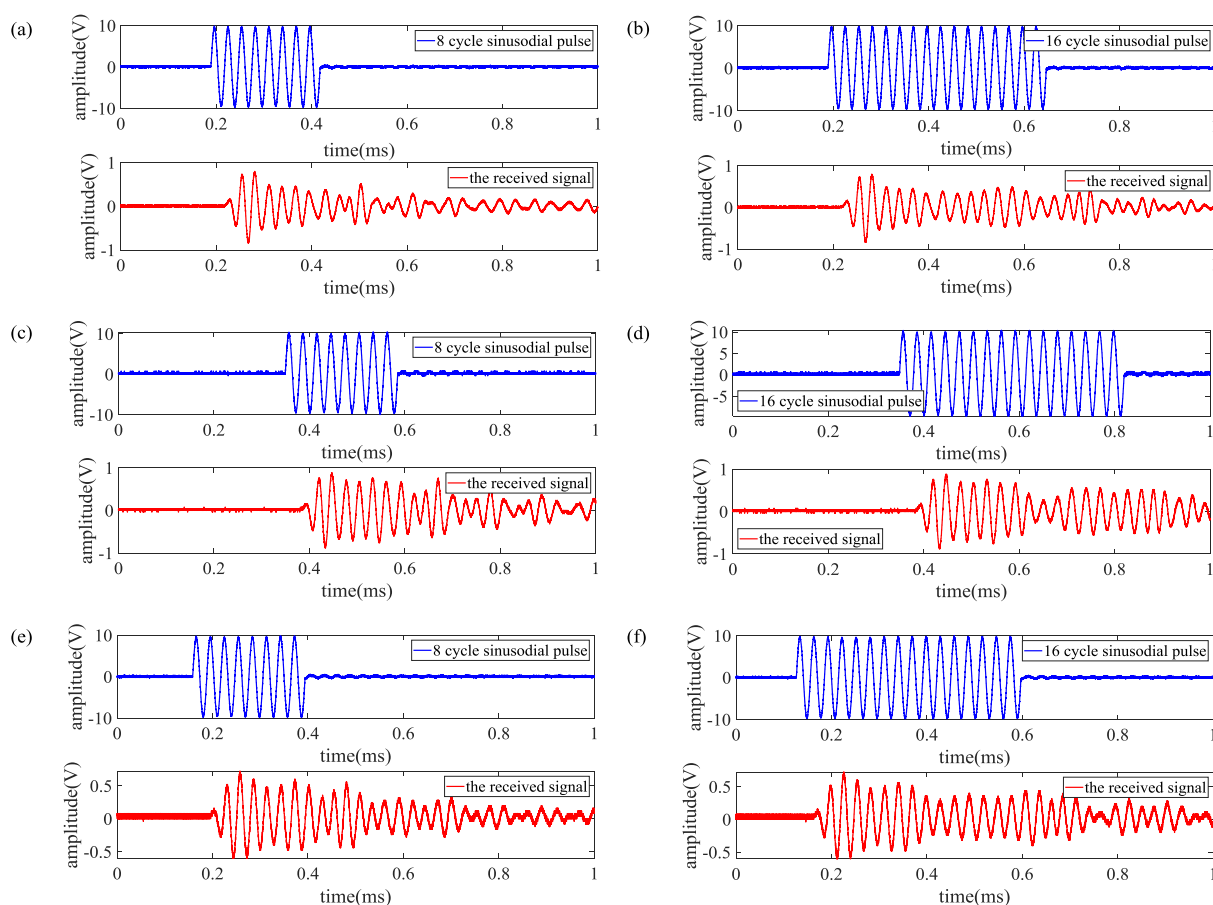 (a)
amplitude(V)
10
0
-10
8 cycle sinusodial pulse
0 0.2 0.4 0.6 0.8 1
time(ms)
amplitude(V)
1
0
-1
the received signal
0 0.2 0.4 0.6 0.8 1
time(ms)
(b)
amplitude(V)
10
0
-10
16 cycle sinusodial pulse
0 0.2 0.4 0.6 0.8 1
time(ms)
amplitude(V)
1
0
-1
the received signal
0 0.2 0.4 0.6 0.8 1
time(ms)
(c)
amplitude(V)
10
0
-10
8 cycle sinusodial pulse
0 0.2 0.4 0.6 0.8 1
time(ms)
amplitude(V)
1
0
-1
the received signal
0 0.2 0.4 0.6 0.8 1
time(ms)
(d)
amplitude(V)
10
5
0
-5
16 cycle sinusodial pulse
0 0.2 0.4 0.6 0.8 1
time(ms)
amplitude(V)
1
0
-1
the received signal
0 0.2 0.4 0.6 0.8 1
time(ms)
(e)
amplitude(V)
10
0
-10
8 cycle sinusodial pulse
0 0.2 0.4 0.6 0.8 1
time(ms)
amplitude(V)
0.5
0
-0.5
the received signal
0 0.2 0.4 0.6 0.8 1
time(ms)
(f)
amplitude(V)
10
0
-10
16 cycle sinusodial pulse
0 0.2 0.4 0.6 0.8 1
time(ms)
amplitude(V)
0.5
0
-0.5
the received signal
0 0.2 0.4 0.6 0.8 1
time(ms)